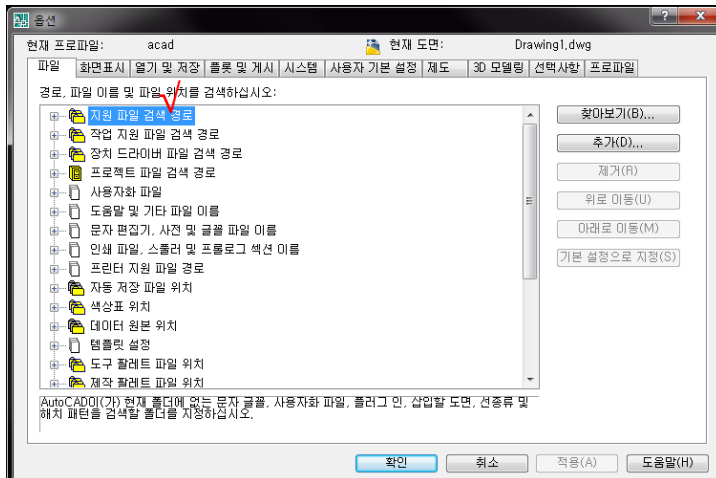 옵션
현재 프로파일: acad 현재 도면: Drawing1.dwg
파일 화면표시 열기 및 저장 플롯 및 게시 시스템 사용자 기본 설정 제도 3D 모델링 선택사항 프로파일
경로, 파일 이름 및 파일 위치를 검색하십시오:
지원 파일 검색 경로
작업 지원 파일 검색 경로
장치 드라이버 파일 검색 경로
프로젝트 파일 검색 경로
사용자화 파일
도움말 및 기타 파일 이름
문자 편집기, 사전 및 글꼴 파일 이름
인쇄 파일, 스풀러 및 프롤로그 섹션 이름
프린터 지원 파일 경로
자동 저장 파일 위치
색상표 위치
데이터 원본 위치
템플릿 설정
도구 팔레트 파일 위치
제작 팔레트 파일 위치
찾아보기(B)...
추가(D)...
제거(R)
위로 이동(U)
아래로 이동(M)
기본 설정으로 지정(S)
AutoCAD이(가) 현재 폴더에 없는 문자 글꼴, 사용자화 파일, 플러그 인, 삽입할 도면, 선종류 및
해치 패턴을 검색할 폴더를 지정하십시오.
확인 취소 적용(A) 도움말(H)